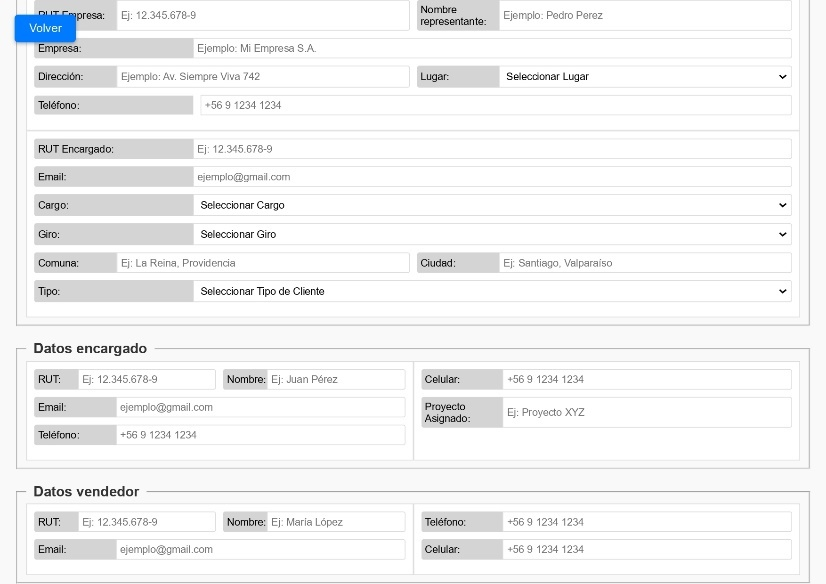 RUT Empresa: Ej: 12.345.678-9
Nombre
representante: Ejemplo: Pedro Perez
Volver
Empresa: Ejemplo: Mi Empresa S.A.
Dirección: Ejemplo: Av. Siempre Viva 742 Lugar: Seleccionar Lugar
Teléfono: +56 9 1234 1234
RUT Encargado: Ej: 12.345.678-9
Email: ejemplo@gmail.com
Cargo: Seleccionar Cargo
Giro: Seleccionar Giro
Comuna: Ej: La Reina, Providencia Ciudad: Ej: Santiago, Valparaíso
Tipo: Seleccionar Tipo de Cliente
Datos encargado
RUT: Ej: 12.345.678-9 Nombre: Ej: Juan Pérez Celular: +56 9 1234 1234
Email: ejemplo@gmail.com
Proyecto
Asignado: Ej: Proyecto XYZ
Teléfono: +56 9 1234 1234
Datos vendedor
RUT: Ej: 12.345.678-9 Nombre: Ej: María López Teléfono: +56 9 1234 1234
Email: ejemplo@gmail.com Celular: +56 9 1234 1234